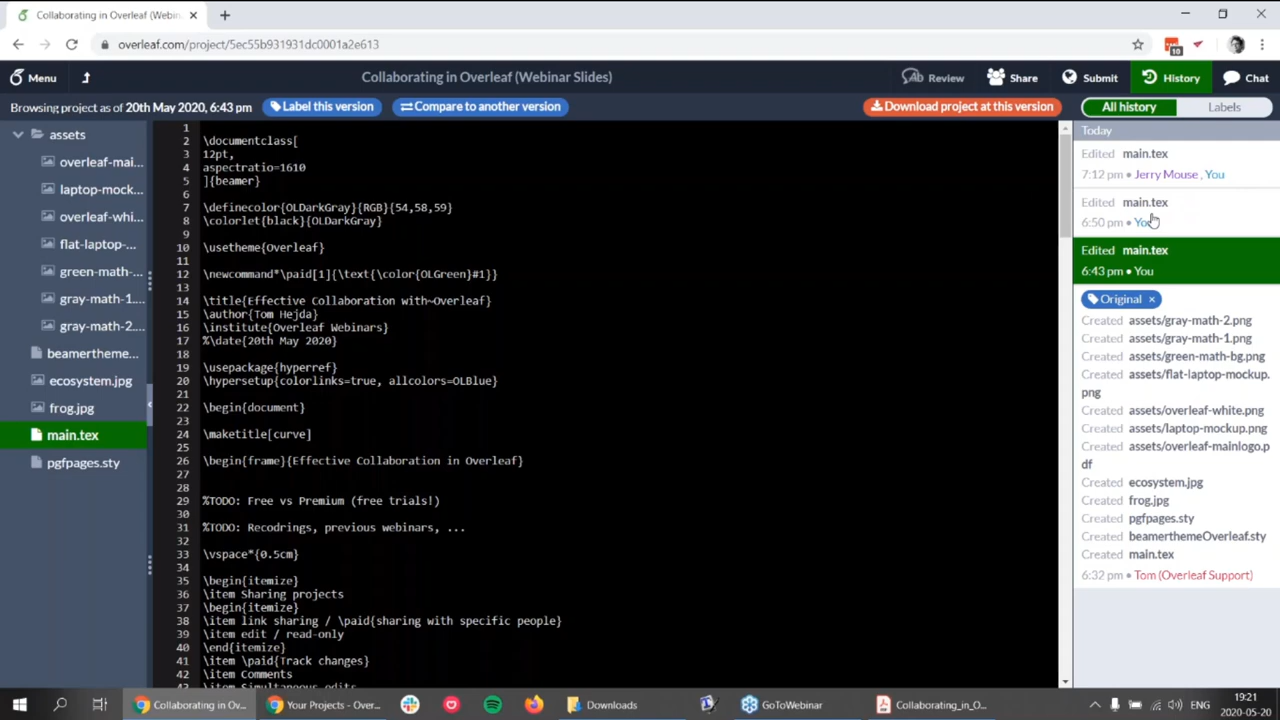 Collaborating in Overleaf (Webin
overleaf.com/project/5ec55b931931dc0001a2e613
10
Menu
Collaborating in Overleaf (Webinar Slides)
Review
Share
Submit
History
Chat
Browsing project as of 20th May 2020, 6:43 pm
Label this version
Compare to another version
Download project at this version
All history
Labels
assets
overleaf-mai...
laptop-mock...
overleaf-whi...
flat-laptop-...
green-math-...
gray-math-1....
gray-math-2....
beamertheme...
ecosystem.jpg
frog.jpg
main.tex
pgfpages.sty
1
2 \documentclass[
3 12pt,
4 aspectratio=1610
5 ]{beamer}
6
7 \definecolor{OLDarkGray}{RGB}{54,58,59}
8 \colorlet{black}{OLDarkGray}
9
10 \usetheme{Overleaf}
11
12 \newcommand*\paid[1]{\text{\color{OLGreen}#1}}
13
14 \title{Effective Collaboration with~Overleaf}
15 \author{Tom Hejda}
16 \institute{Overleaf Webinars}
17 %\date{20th May 2020}
18
19 \usepackage{hyperref}
20 \hypersetup{colorlinks=true, allcolors=OLBlue}
21
22 \begin{document}
23
24 \maketitle[curve]
25
26 \begin{frame}{Effective Collaboration in Overleaf}
27
28
29 %TODO: Free vs Premium (free trials!)
30
31 %TODO: Recodrings, previous webinars, ...
32
33 \vspace*{0.5cm}
34
35 \begin{itemize}
36 \item Sharing projects
37 \begin{itemize}
38 \item link sharing / \paid{sharing with specific people}
39 \item edit / read-only
40 \end{itemize}
41 \item \paid{Track changes}
42 \item Comments
\item Simultaneous edits
Today
Edited main.tex
7:12 pm • Jerry Mouse , You
Edited main.tex
6:50 pm • You
Edited main.tex
6:43 pm • You
Original ×
Created assets/gray-math-2.png
Created assets/gray-math-1.png
Created assets/green-math-bg.png
Created assets/flat-laptop-mockup.
png
Created assets/overleaf-white.png
Created assets/laptop-mockup.png
Created assets/overleaf-mainlogo.p
df
Created ecosystem.jpg
Created frog.jpg
Created pgfpages.sty
Created beamerthemeOverleaf.sty
Created main.tex
6:32 pm • Tom (Overleaf Support)
Collaborating in Ov...
Your Projects - Over...
Downloads
GoToWebinar
Collaborating_in_O...
ENG
19:21
2020-05-20